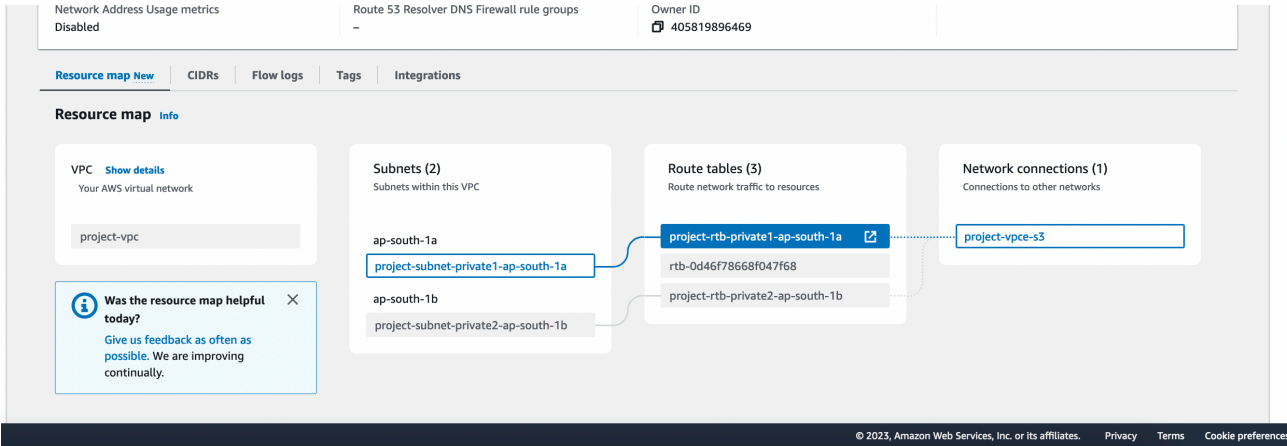 Network Address Usage metrics
Disabled
Route 53 Resolver DNS Firewall rule groups
–
Owner ID
405819896469
Resource map New
CIDRs
Flow logs
Tags
Integrations
Resource map Info
VPC Show details
Your AWS virtual network
project-vpc
Was the resource map helpful
today?
Give us feedback as often as
possible. We are improving
continually.
Subnets (2)
Subnets within this VPC
ap-south-1a
project-subnet-private1-ap-south-1a
ap-south-1b
project-subnet-private2-ap-south-1b
Route tables (3)
Route network traffic to resources
project-rtb-private1-ap-south-1a
rtb-0d46f78668f047f68
project-rtb-private2-ap-south-1b
Network connections (1)
Connections to other networks
project-vpce-s3
© 2023, Amazon Web Services, Inc. or its affiliates.
Privacy
Terms
Cookie preference